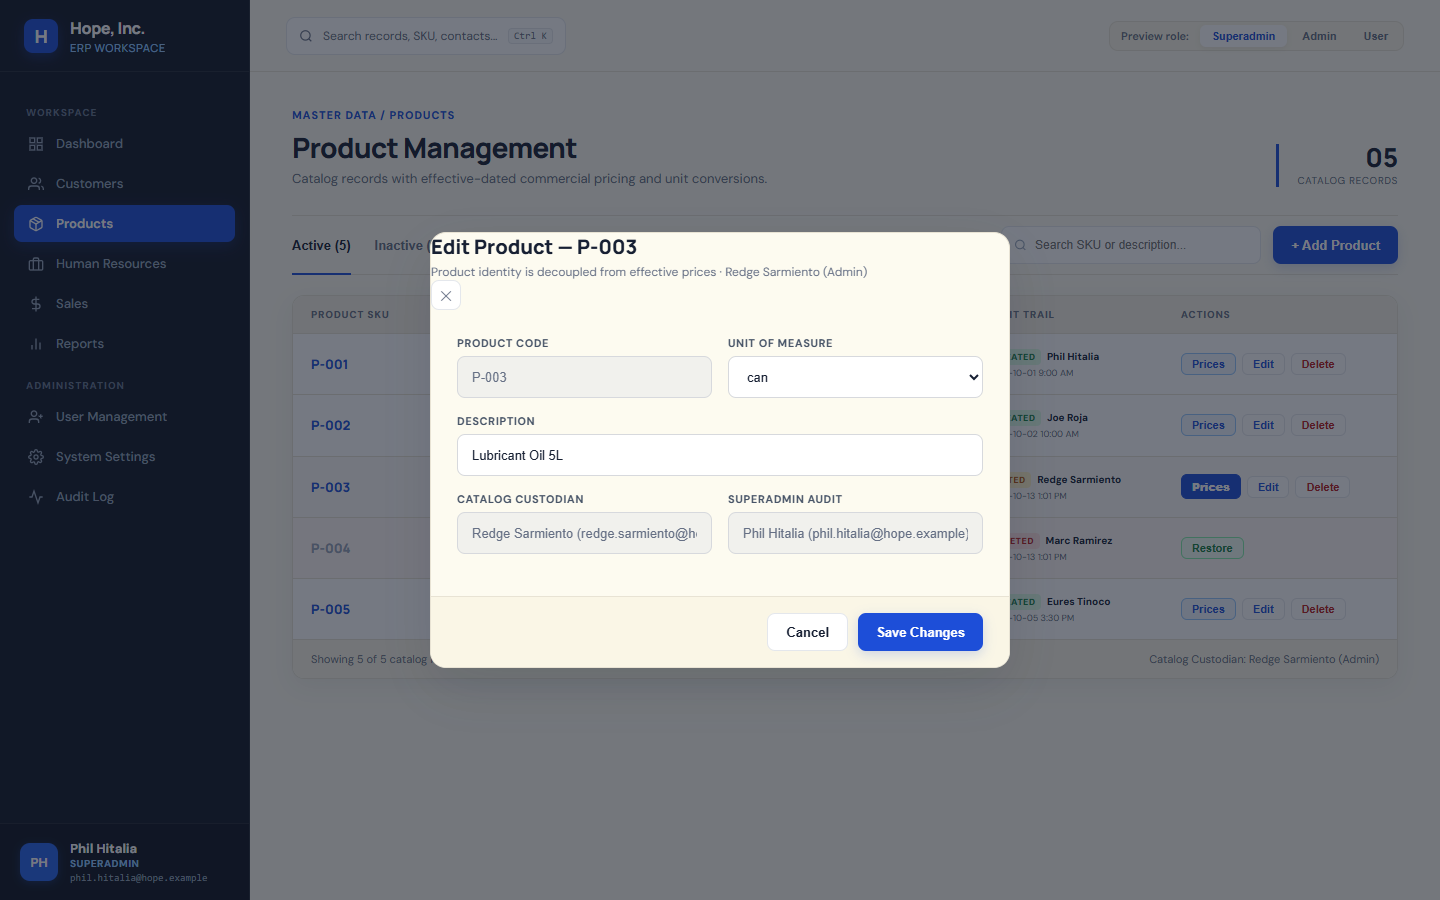 H
Hope, Inc.
ERP WORKSPACE
Search records, SKU, contacts...
Ctrl K
Preview role:
Superadmin
Admin
User
WORKSPACE
Dashboard
Customers
Products
Human Resources
Sales
Reports
ADMINISTRATION
User Management
System Settings
Audit Log
PH
Phil Hitalia
SUPERADMIN
phil.hitalia@hope.example
MASTER DATA / PRODUCTS
Product Management
Catalog records with effective-dated commercial pricing and unit conversions.
05
CATALOG RECORDS
Active (5)
Inactive
Search SKU or description...
+ Add Product
PRODUCT SKU
TRAIL
ACTIONS
P-001
Phil Hitalia
-10-01 9:00 AM
Prices
Edit
Delete
P-002
Joe Roja
-10-02 10:00 AM
Prices
Edit
Delete
P-003
Redge Sarmiento
-10-13 1:01 PM
Prices
Edit
Delete
P-004
Marc Ramirez
-10-13 1:01 PM
Restore
P-005
Eures Tinoco
-10-05 3:30 PM
Prices
Edit
Delete
Showing 5 of 5 catalog
Catalog Custodian: Redge Sarmiento (Admin)
Edit Product — P-003
Product identity is decoupled from effective prices · Redge Sarmiento (Admin)
PRODUCT CODE
P-003
UNIT OF MEASURE
can
DESCRIPTION
Lubricant Oil 5L
CATALOG CUSTODIAN
Redge Sarmiento (redge.sarmiento@h
SUPERADMIN AUDIT
Phil Hitalia (phil.hitalia@hope.example)
Cancel
Save Changes